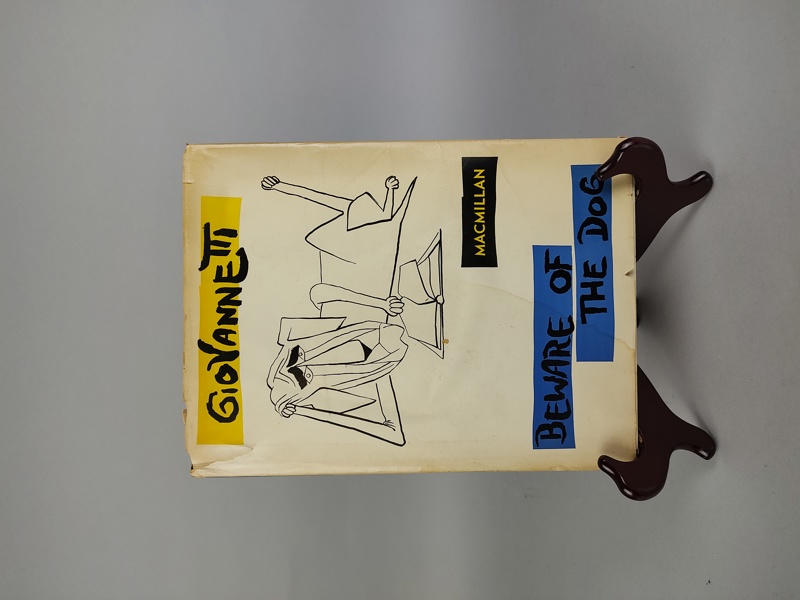 GIOVANNETTI
MACMILLAN
BEWARE OF
THE DOG